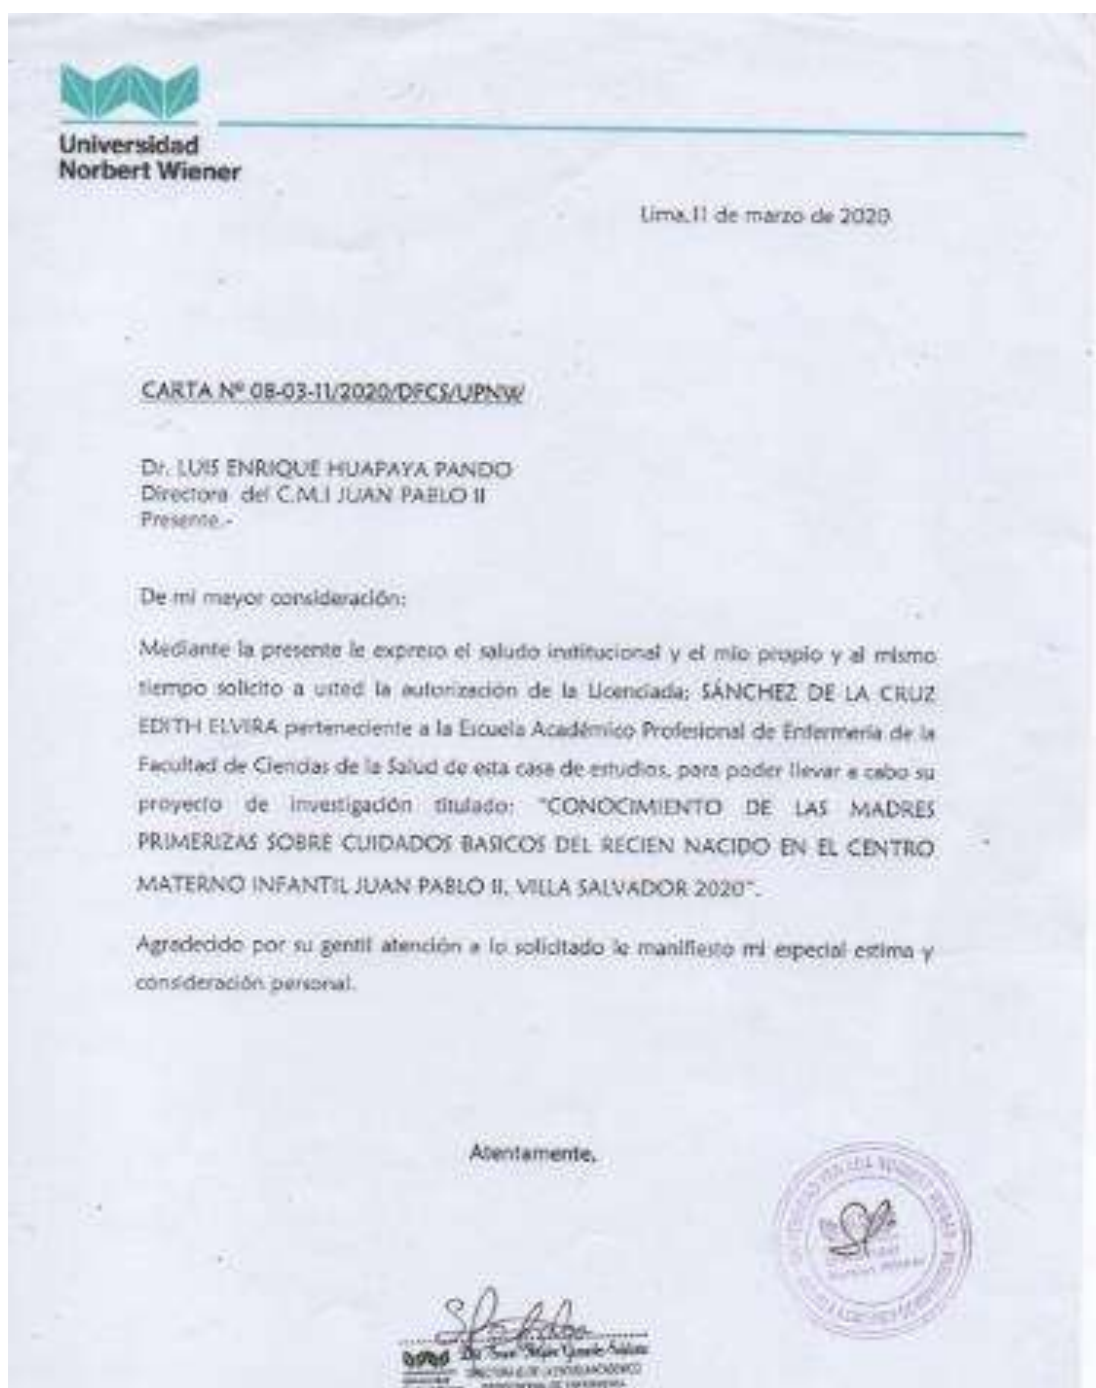 Universidad
Norbert Wiener
Lima, 11 de marzo de 2020
CARTA Nº 08-03-11/2020/DFCS/UPNW
Dr. LUIS ENRIQUE HUAPAYA PANDO
Directora del C.M.I JUAN PABLO II
Presente.-
De mi mayor consideración:
Mediante la presente le expreso el saludo institucional y el mío propio y al mismo
tiempo solicito a usted la autorización de la Licenciada; SÁNCHEZ DE LA CRUZ
EDITH ELVIRA perteneciente a la Escuela Académico Profesional de Enfermería de la
Facultad de Ciencias de la Salud de esta casa de estudios, para poder llevar a cabo su
proyecto de investigación titulado: "CONOCIMIENTO DE LAS MADRES
PRIMERIZAS SOBRE CUIDADOS BASICOS DEL RECIEN NACIDO EN EL CENTRO
MATERNO INFANTIL JUAN PABLO II, VILLA SALVADOR 2020".
Agradecido por su gentil atención a lo solicitado le manifiesto mi especial estima y
consideración personal.
Atentamente,